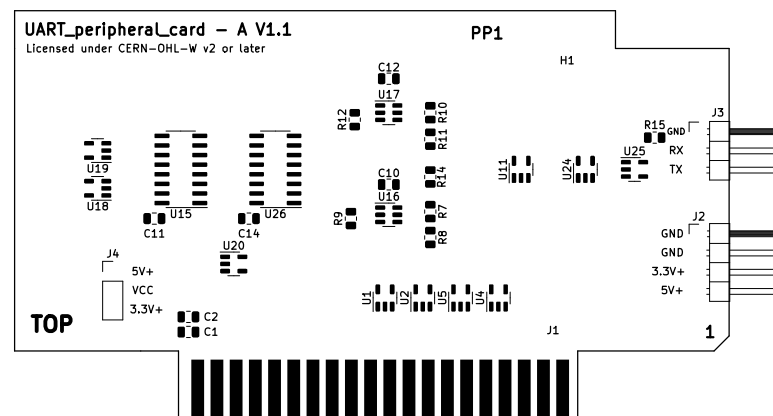 UART_peripheral_card - A V1.1
Licensed under CERN-OHL-W v2 or later
PP1
H1
C12
U17
R12
R10
R11
J3
R15
GND
RX
TX
U25
U19
U18
U15
C11
U26
C14
C10
U16
R9
R14
R7
R8
U11
U24
J2
GND
GND
3.3V+
5V+
U20
J4
5V+
VCC
3.3V+
C2
C1
U1
U2
U5
U4
TOP
J1
1